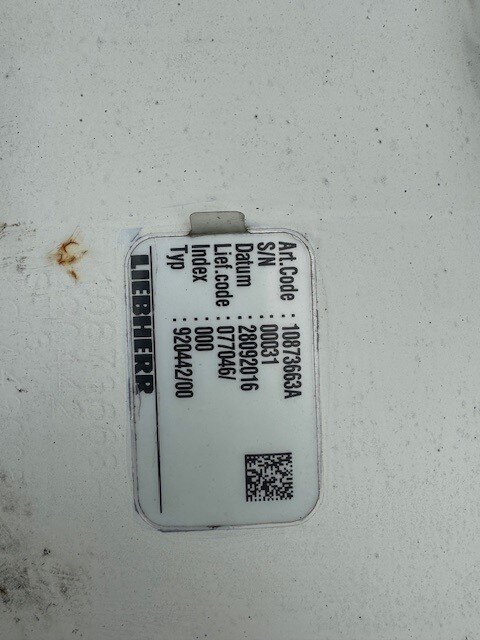 Art.Code : 10873663A
S/N : 00031
Datum : 28092016
Lief.code : 077046/
Index : 000
Typ : 920442/00
LIEBHERR